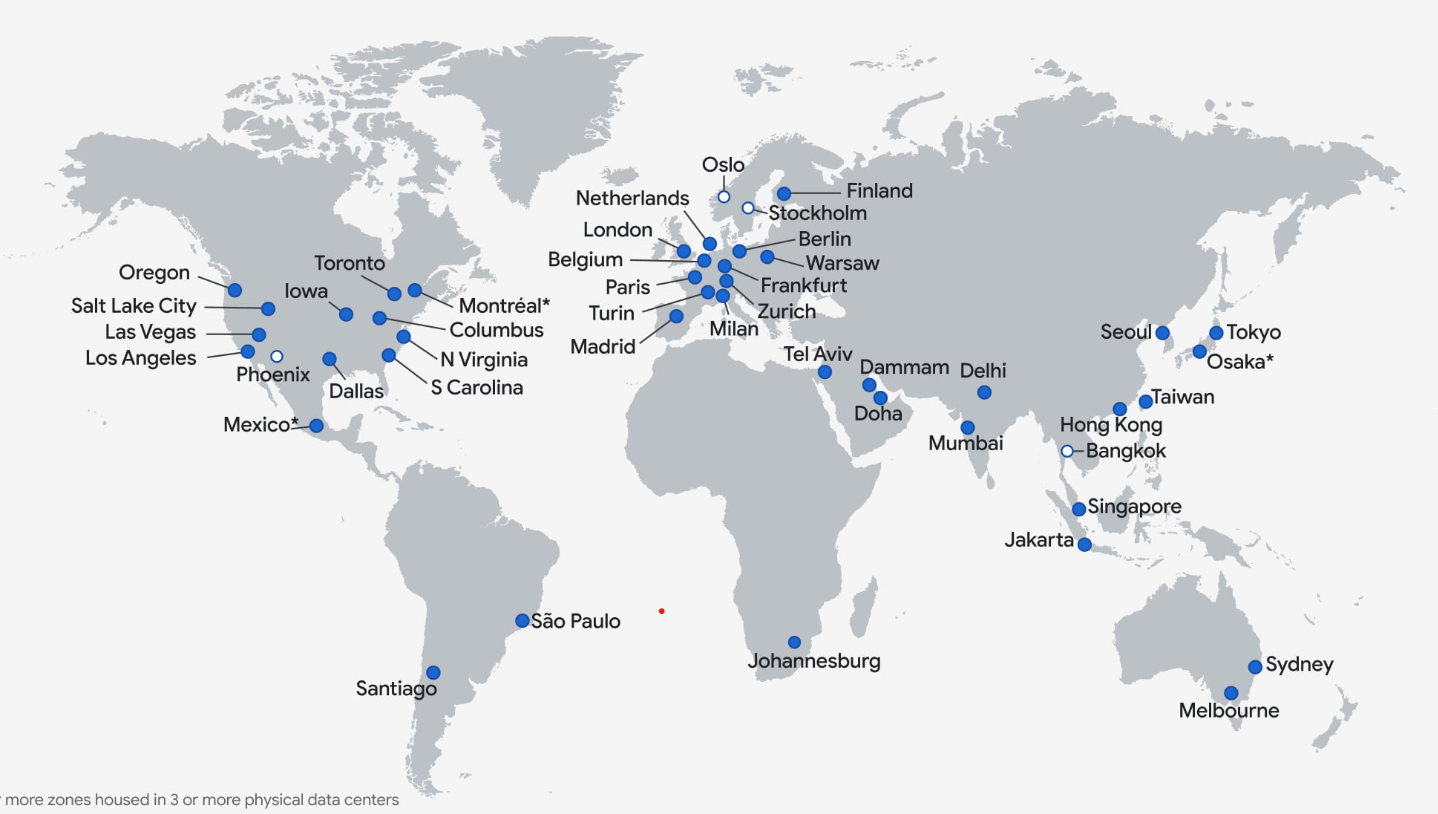 Oslo
Netherlands
Finland
London
Stockholm
Belgium
Berlin
Warsaw
Paris
Frankfurt
Turin
Zurich
Madrid
Milan
Oregon
Toronto
Salt Lake City
Iowa
Montréal*
Las Vegas
Columbus
Los Angeles
N Virginia
Phoenix
Dallas
S Carolina
Mexico*
Tel Aviv
Dammam
Delhi
Doha
Mumbai
Seoul
Tokyo
Osaka*
Taiwan
Hong Kong
Bangkok
Singapore
Jakarta
São Paulo
Santiago
Johannesburg
Sydney
Melbourne
more zones housed in 3 or more physical data centers